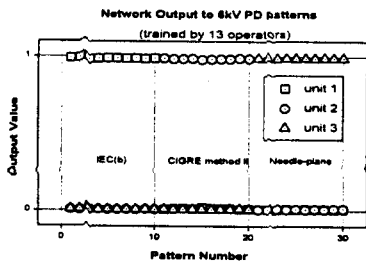 Network Output to 6kV PD patterns
(trained by 13 operators)
Output Value
1
0
unit 1
unit 2
unit 3
IEC(b)
CIGRE method II
Needle-plane
0
10
20
30
Pattern Number